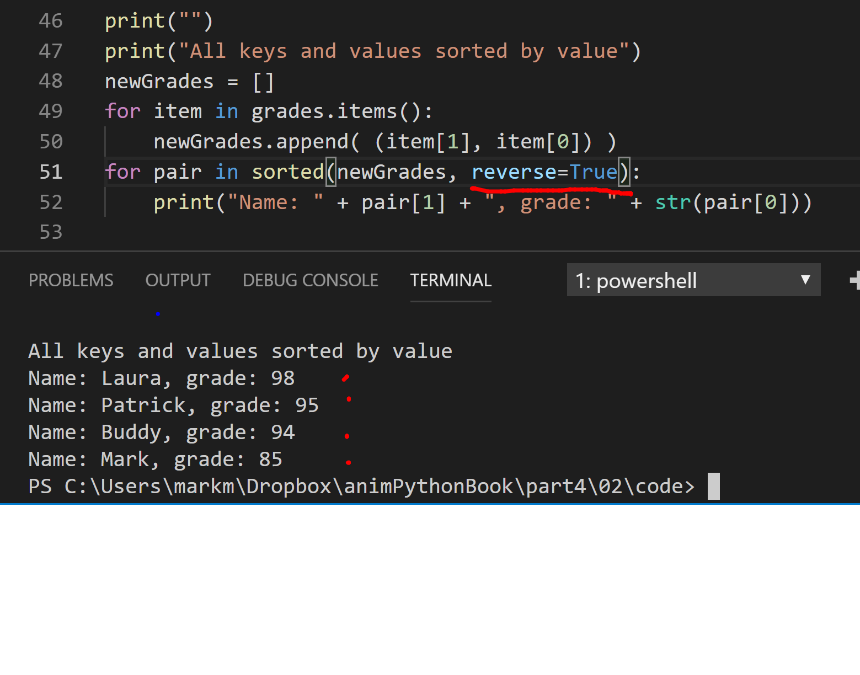 46 print("")
47 print("All keys and values sorted by value")
48 newGrades = []
49 for item in grades.items():
50     newGrades.append( (item[1], item[0]) )
51 for pair in sorted(newGrades, reverse=True):
52     print("Name: " + pair[1] + ", grade: " + str(pair[0]))
53
PROBLEMS OUTPUT DEBUG CONSOLE TERMINAL 1: powershell
All keys and values sorted by value
Name: Laura, grade: 98
Name: Patrick, grade: 95
Name: Buddy, grade: 94
Name: Mark, grade: 85
PS C:\Users\markm\Dropbox\animPythonBook\part4\02\code>